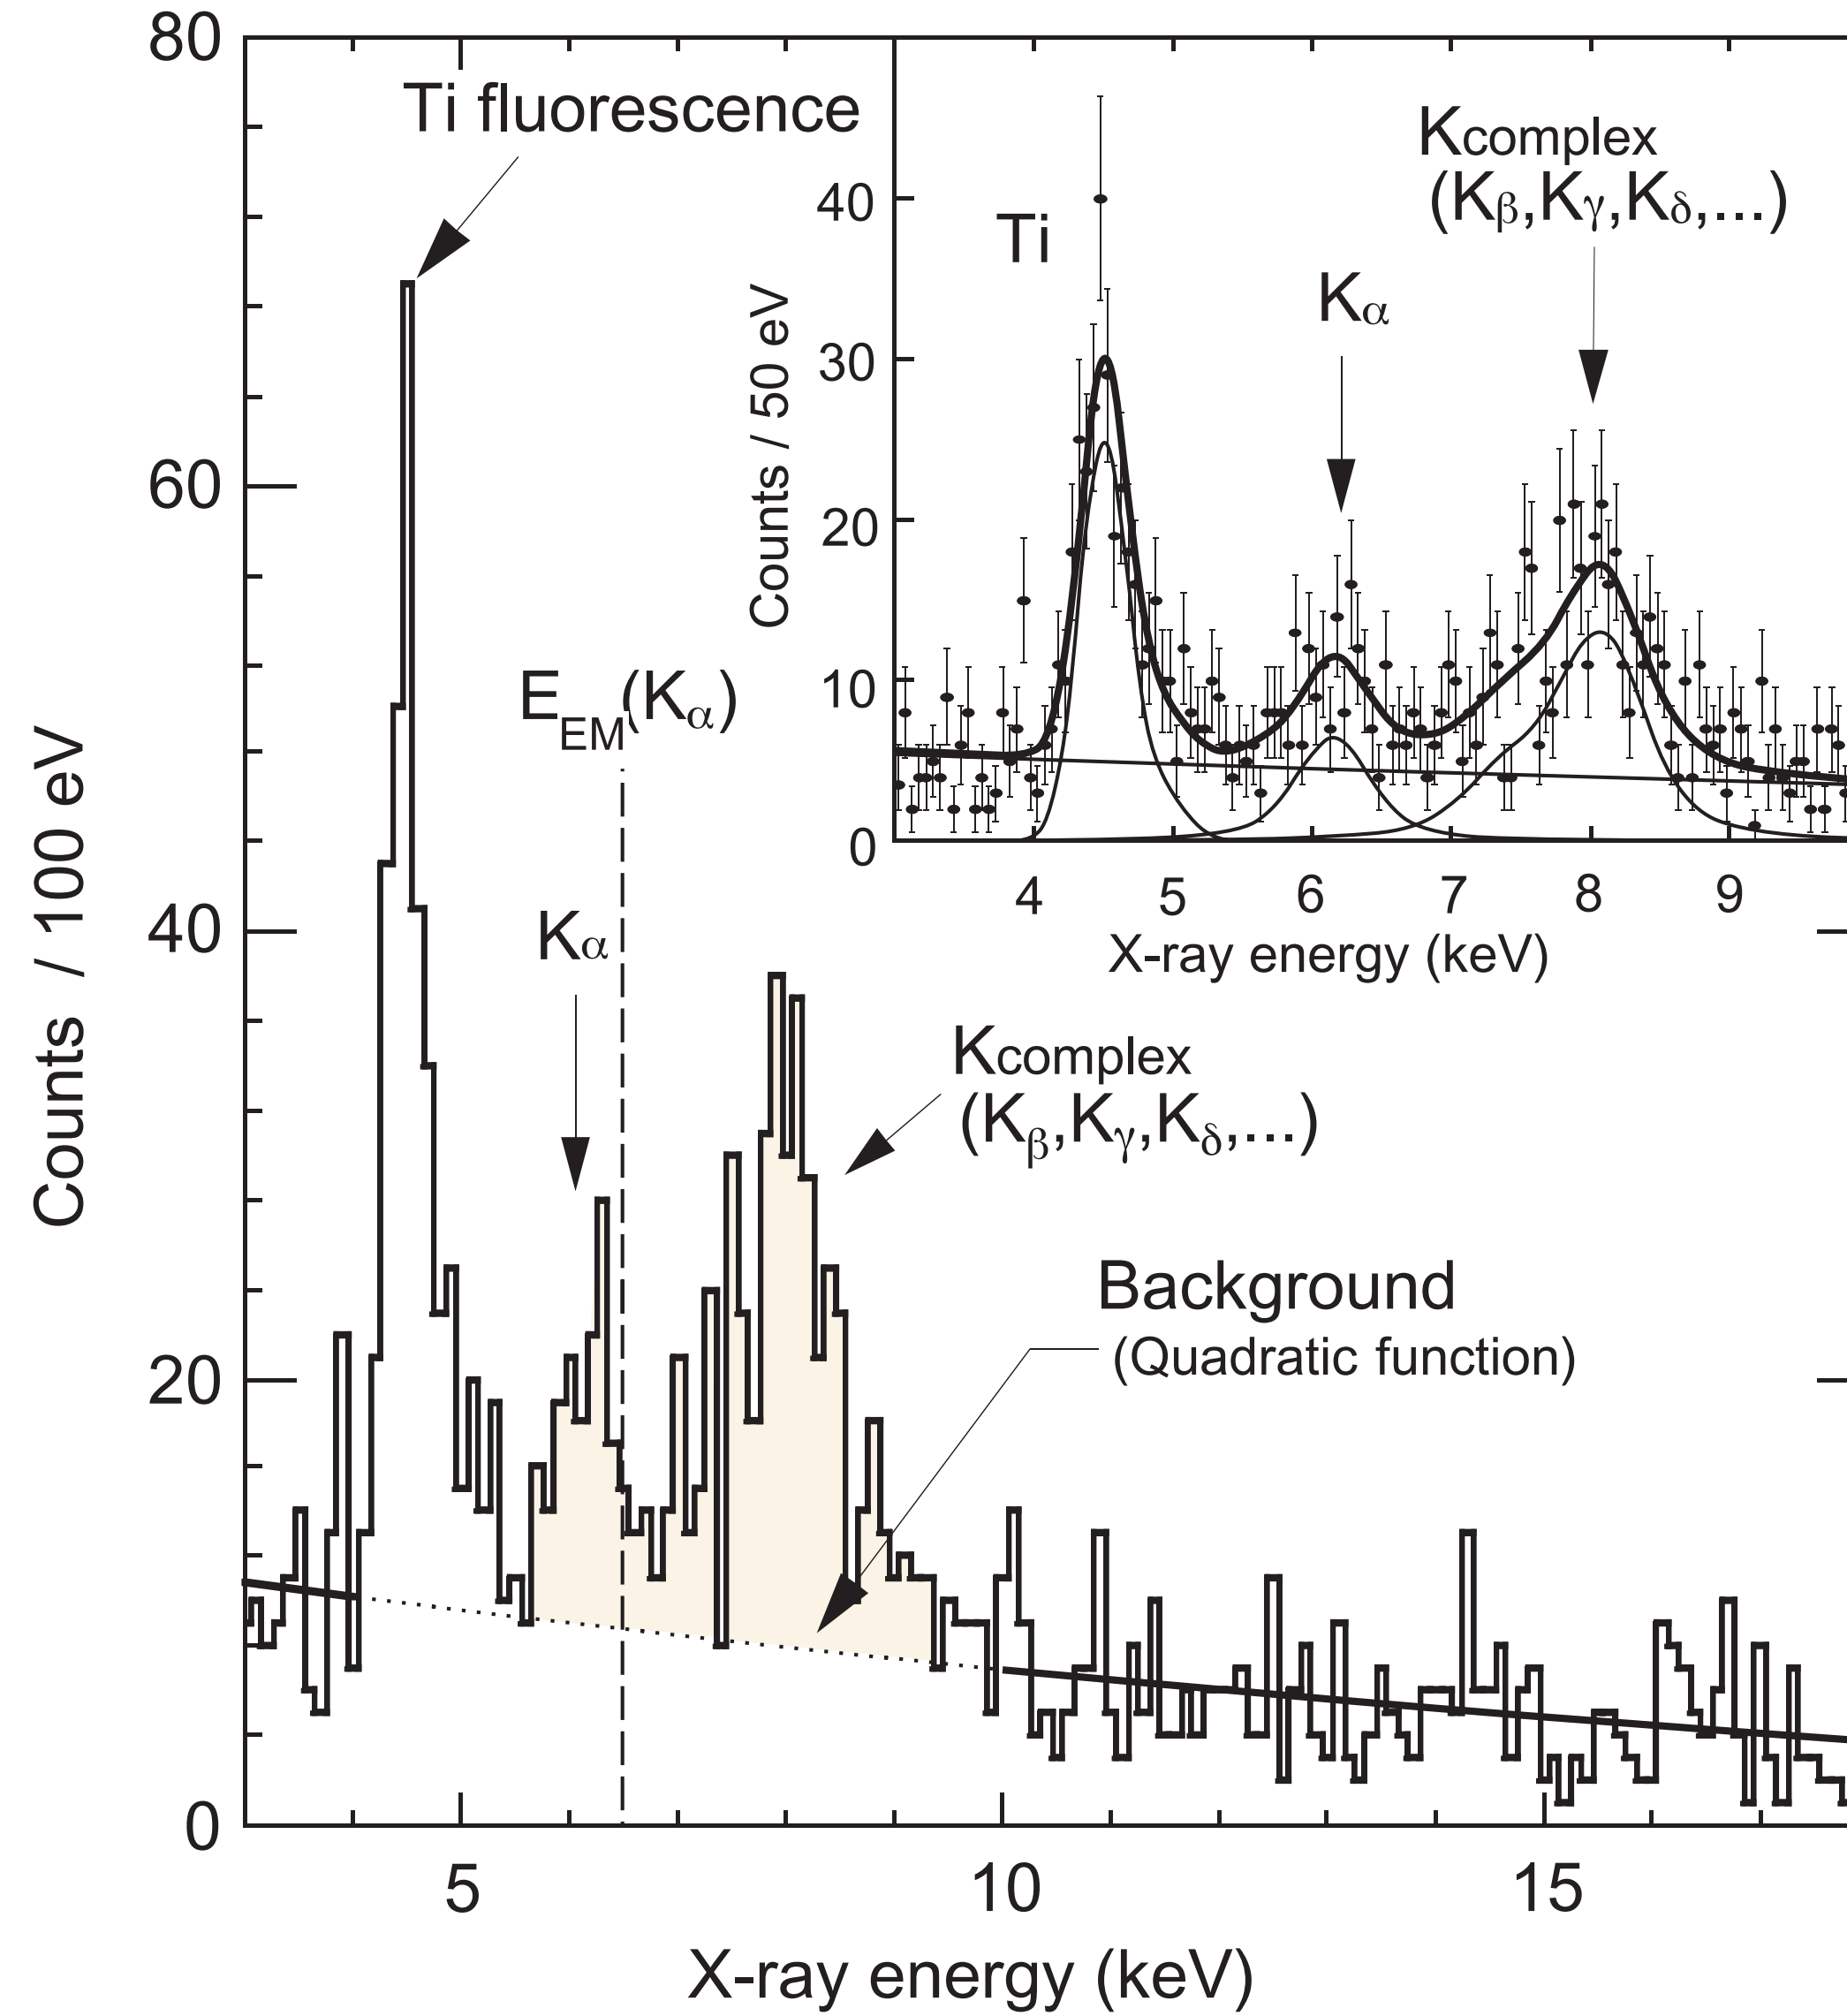 80
60
40
20
0
Counts / 100 eV
5
10
15
X-ray energy (keV)
Ti fluorescence
E_EM(Kα)
Kα
Kcomplex
(Kβ,Kγ,Kδ,...)
Background
(Quadratic function)
40
30
20
10
0
Counts / 50 eV
Ti
Kα
Kcomplex
(Kβ,Kγ,Kδ,...)
4 5 6 7 8 9
X-ray energy (keV)